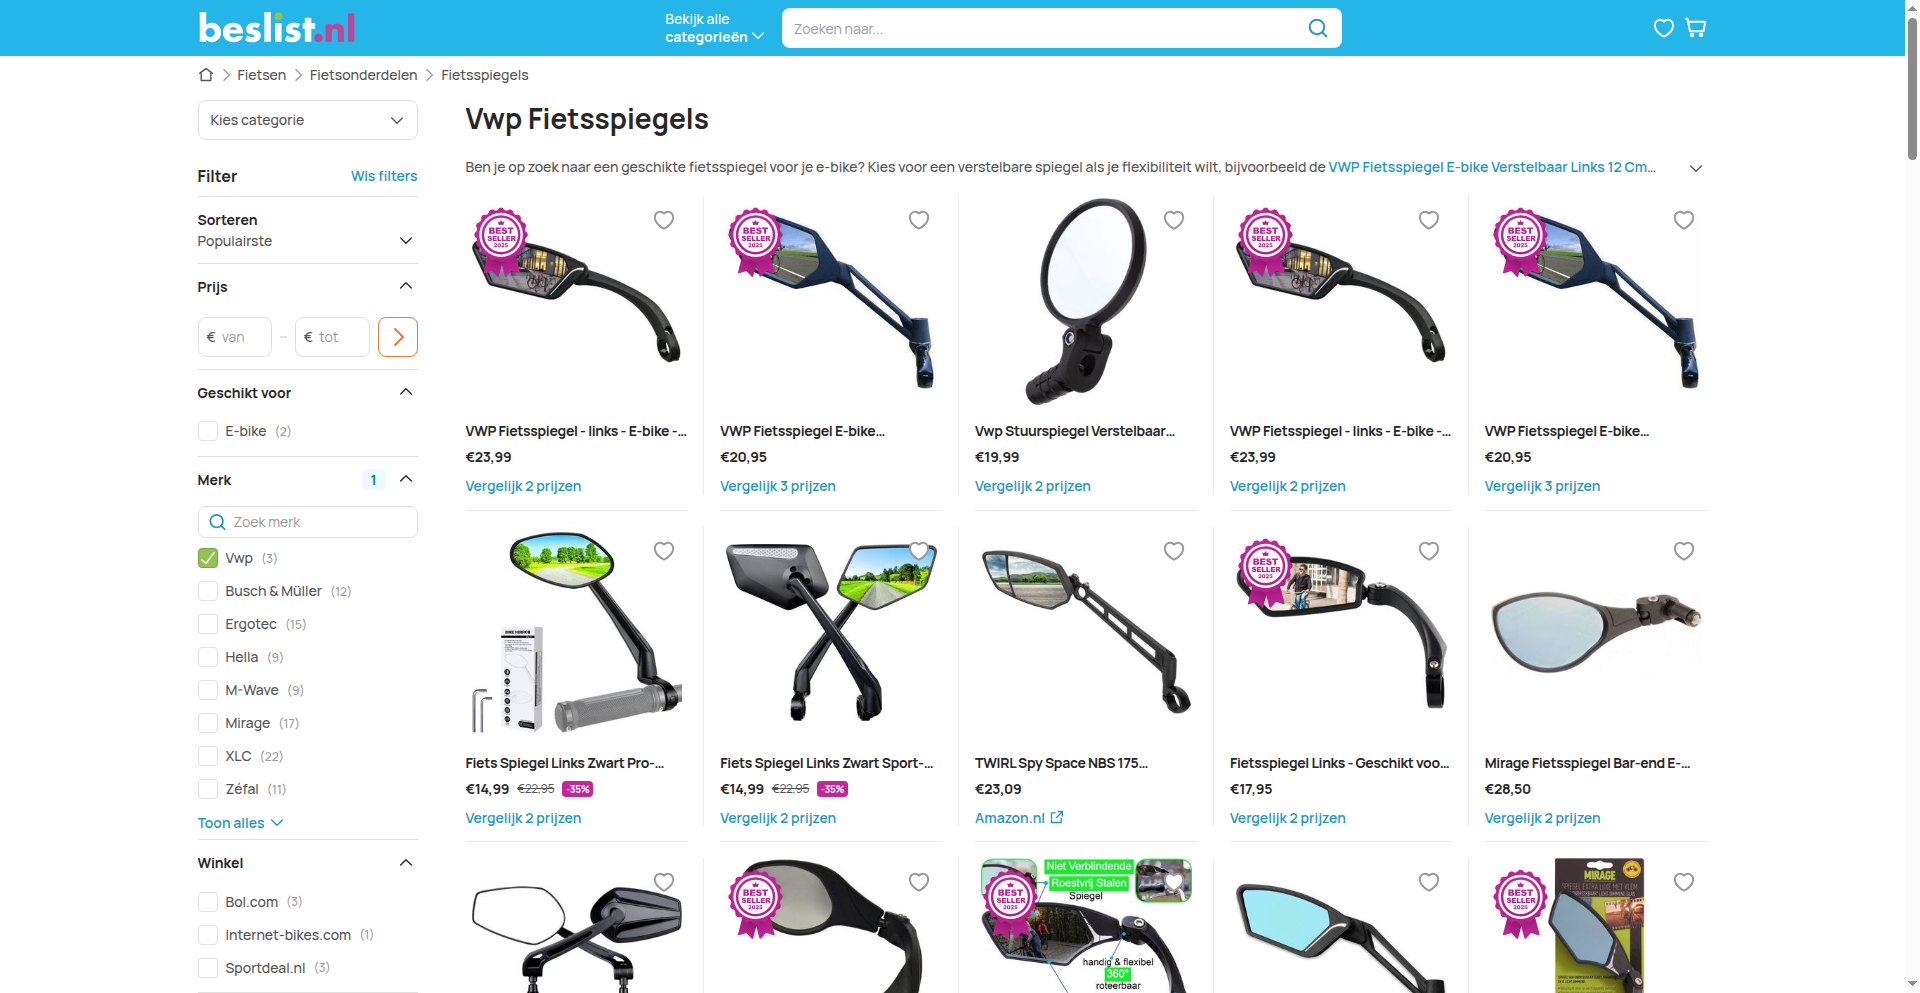 beslist.nl
Bekijk alle
categorieën
Zoeken naar...
Fietsen
Fietsonderdelen
Fietsspiegels
Kies categorie
Vwp Fietsspiegels
Ben je op zoek naar een geschikte fietsspiegel voor je e-bike? Kies voor een verstelbare spiegel als je flexibiliteit wilt, bijvoorbeeld de VWP Fietsspiegel E-bike Verstelbaar Links 12 Cm...
Filter
Wis filters
Sorteren
Populairste
Prijs
€ van – € tot
Geschikt voor
E-bike (2)
Merk 1
Zoek merk
Vwp (3)
Busch & Müller (12)
Ergotec (15)
Hella (9)
M-Wave (9)
Mirage (17)
XLC (22)
Zéfal (11)
Toon alles
Winkel
Bol.com (3)
Internet-bikes.com (1)
Sportdeal.nl (3)
BEST
SELLER
2025
VWP Fietsspiegel - links - E-bike -...
€23,99
Vergelijk 2 prijzen
BEST
SELLER
2025
VWP Fietsspiegel E-bike...
€20,95
Vergelijk 3 prijzen
Vwp Stuurspiegel Verstelbaar...
€19,99
Vergelijk 2 prijzen
BEST
SELLER
2025
VWP Fietsspiegel - links - E-bike -...
€23,99
Vergelijk 2 prijzen
BEST
SELLER
2025
VWP Fietsspiegel E-bike...
€20,95
Vergelijk 3 prijzen
BIKE MIRROR
Fiets Spiegel Links Zwart Pro-...
€14,99 €22,95 -35%
Vergelijk 2 prijzen
Fiets Spiegel Links Zwart Sport-...
€14,99 €22,95 -35%
Vergelijk 2 prijzen
TWIRL Spy Space NBS 175...
€23,09
Amazon.nl
BEST
SELLER
2025
Fietsspiegel Links - Geschikt voo...
€17,95
Vergelijk 2 prijzen
Mirage Fietsspiegel Bar-end E-...
€28,50
Vergelijk 2 prijzen
BEST
SELLER
2025
BEST
SELLER
2025
Niet Verblindende
Roestvrij Stalen
Spiegel
handig & flexibel
360°
roteerbaar
BEST
SELLER
2025
MIRAGE
SPIEGEL EXTRA LUXE MET KLEM